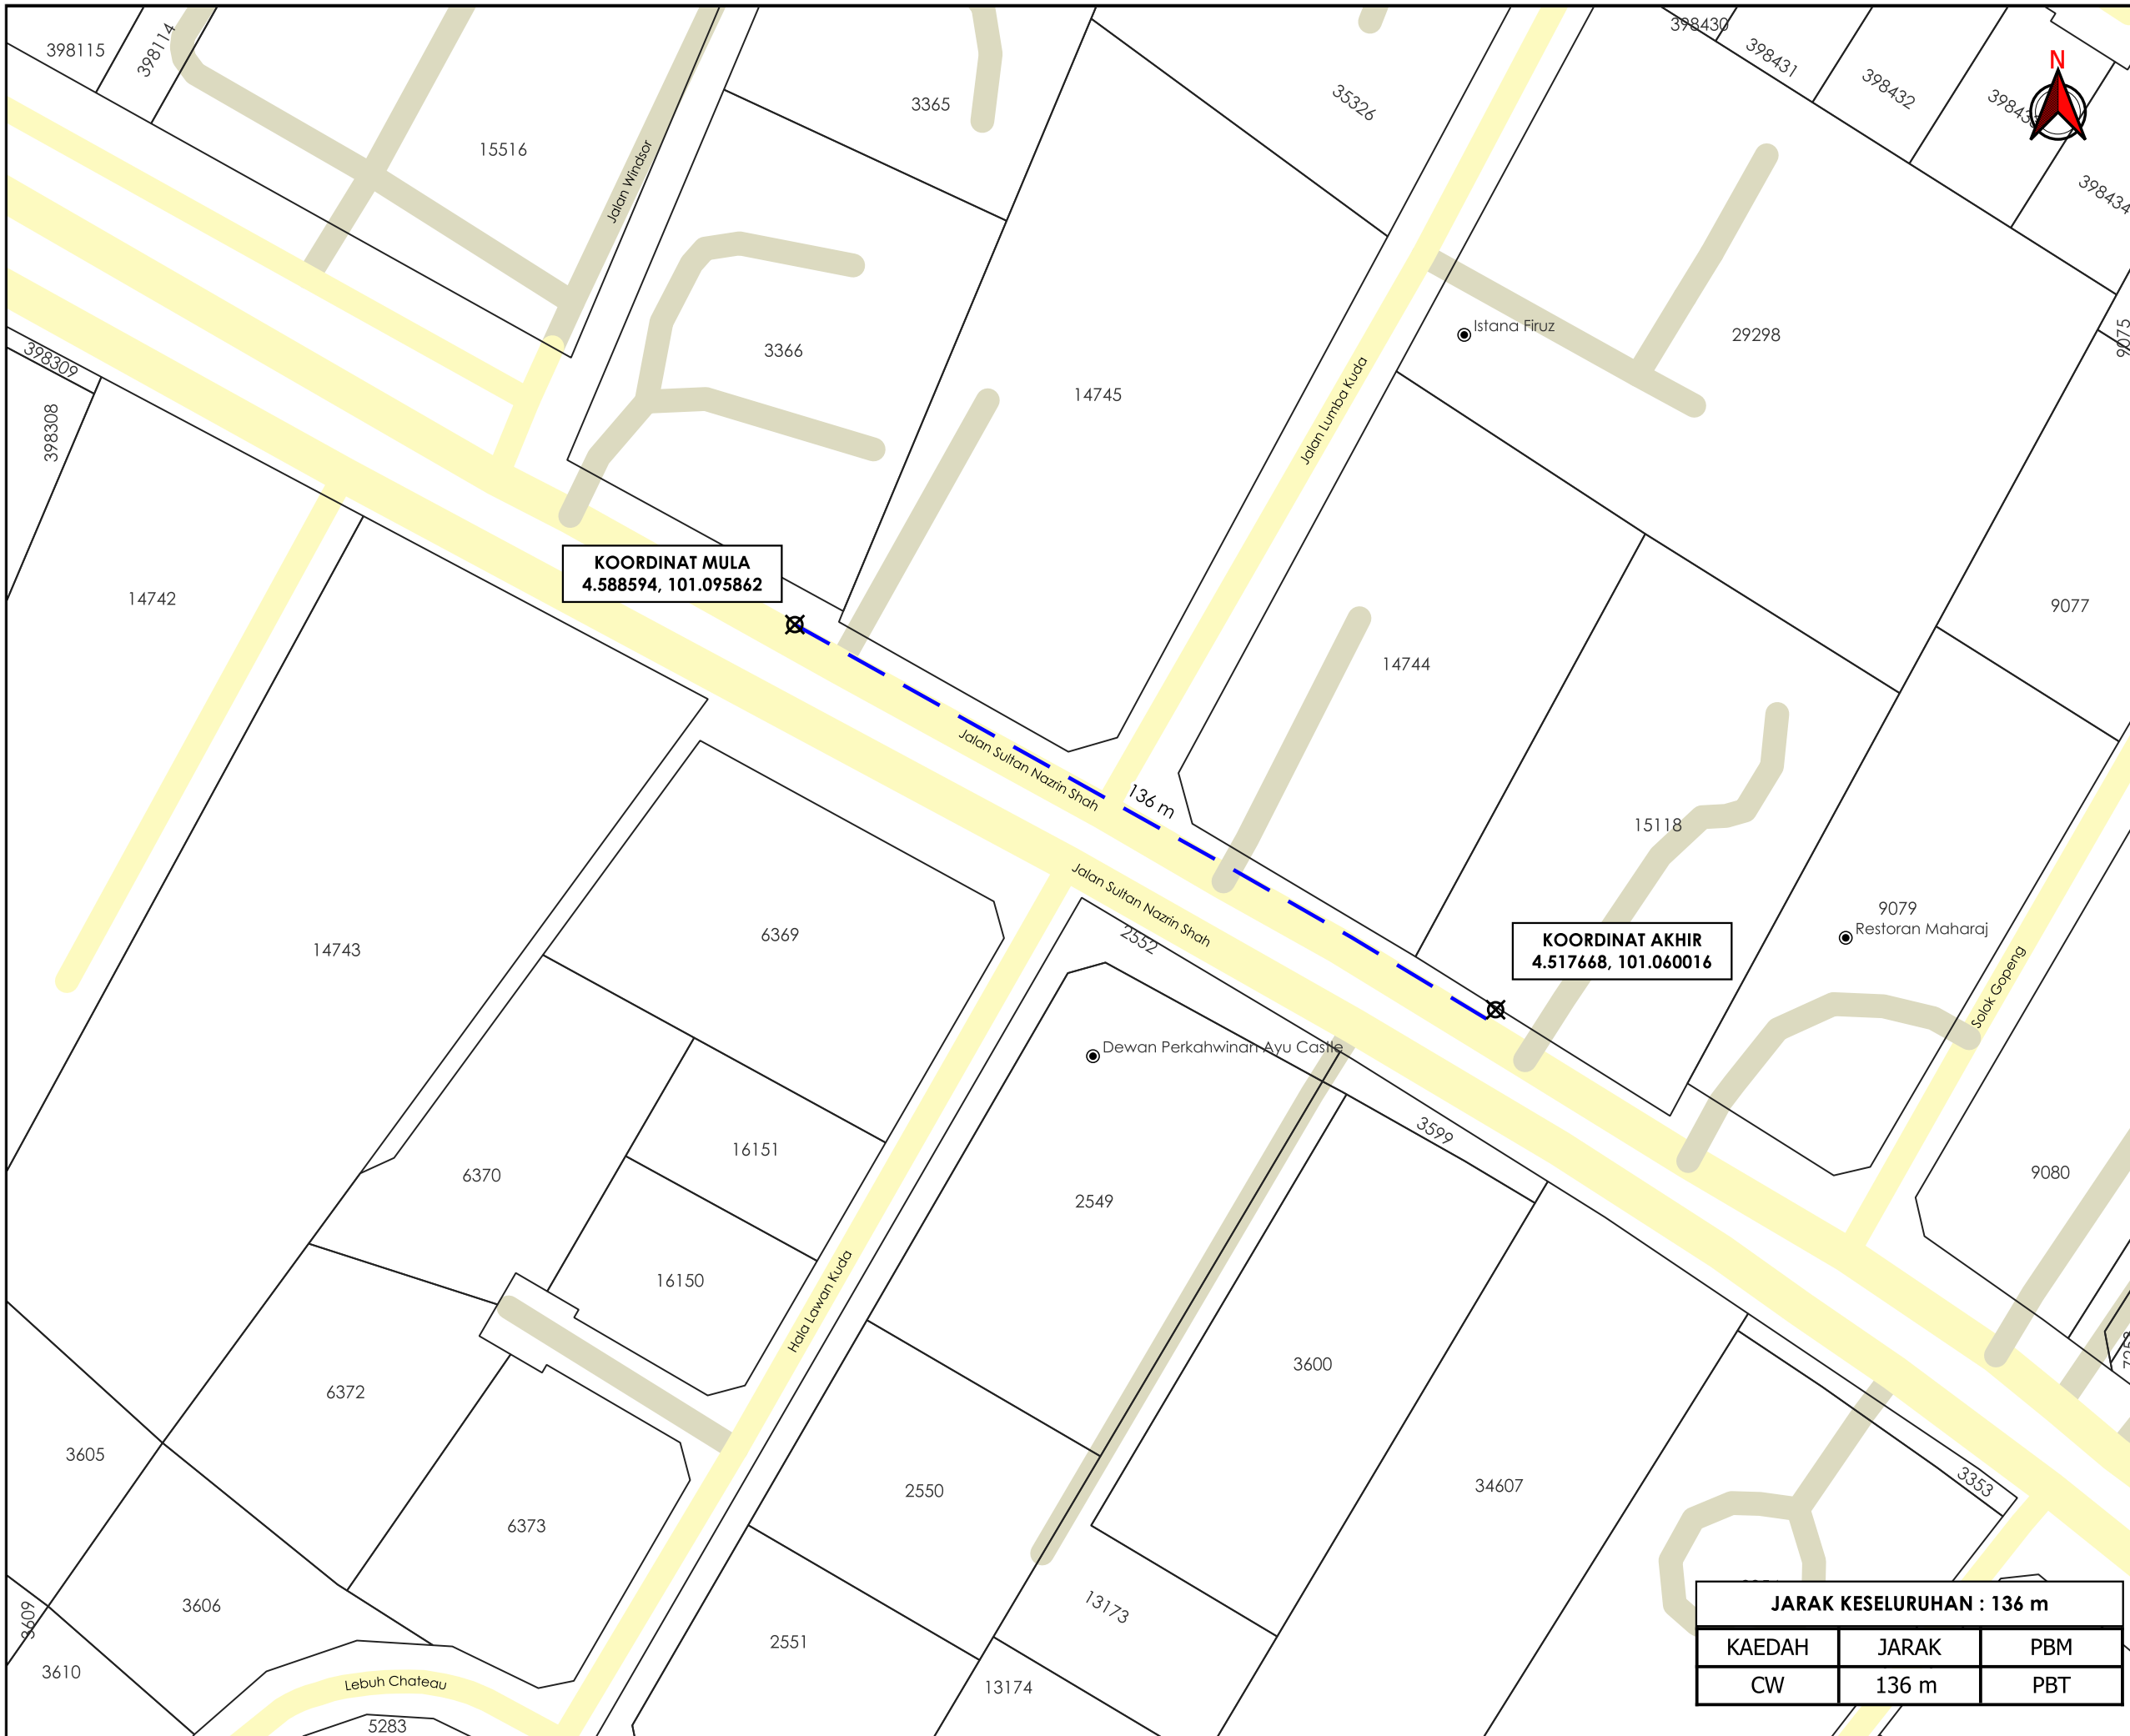 398115
398114
15516
Jalan Windsor
3365
35326
398430
398431
398432
398434
N
3366
14745
Jalan Lumba Kuda
Istana Firuz
29298
9075
398309
398308
14742
KOORDINAT MULA
4.588594, 101.095862
14744
9077
Jalan Sultan Nazrin Shah
136 m
15118
14743
6369
Jalan Sultan Nazrin Shah
2552
KOORDINAT AKHIR
4.517668, 101.060016
9079
Restoran Maharaj
Solok Gopeng
Dewan Perkahwinan Ayu Castle
6370
16151
2549
3599
9080
16150
Hala Lawan Kuda
3600
6372
3605
2550
34607
3353
6373
3606
3609
3610
2551
13173
13174
Lebuh Chateau
5283
JARAK KESELURUHAN : 136 m
KAEDAH JARAK PBM
CW 136 m PBT